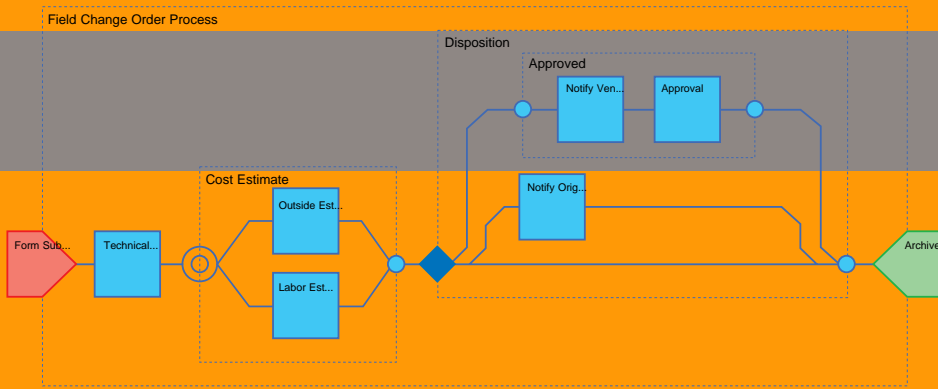 Field Change Order Process
Disposition
Approved
Notify Ven...
Approval
Cost Estimate
Notify Orig...
Outside Est...
Form Sub...
Technical...
Archive
Labor Est...